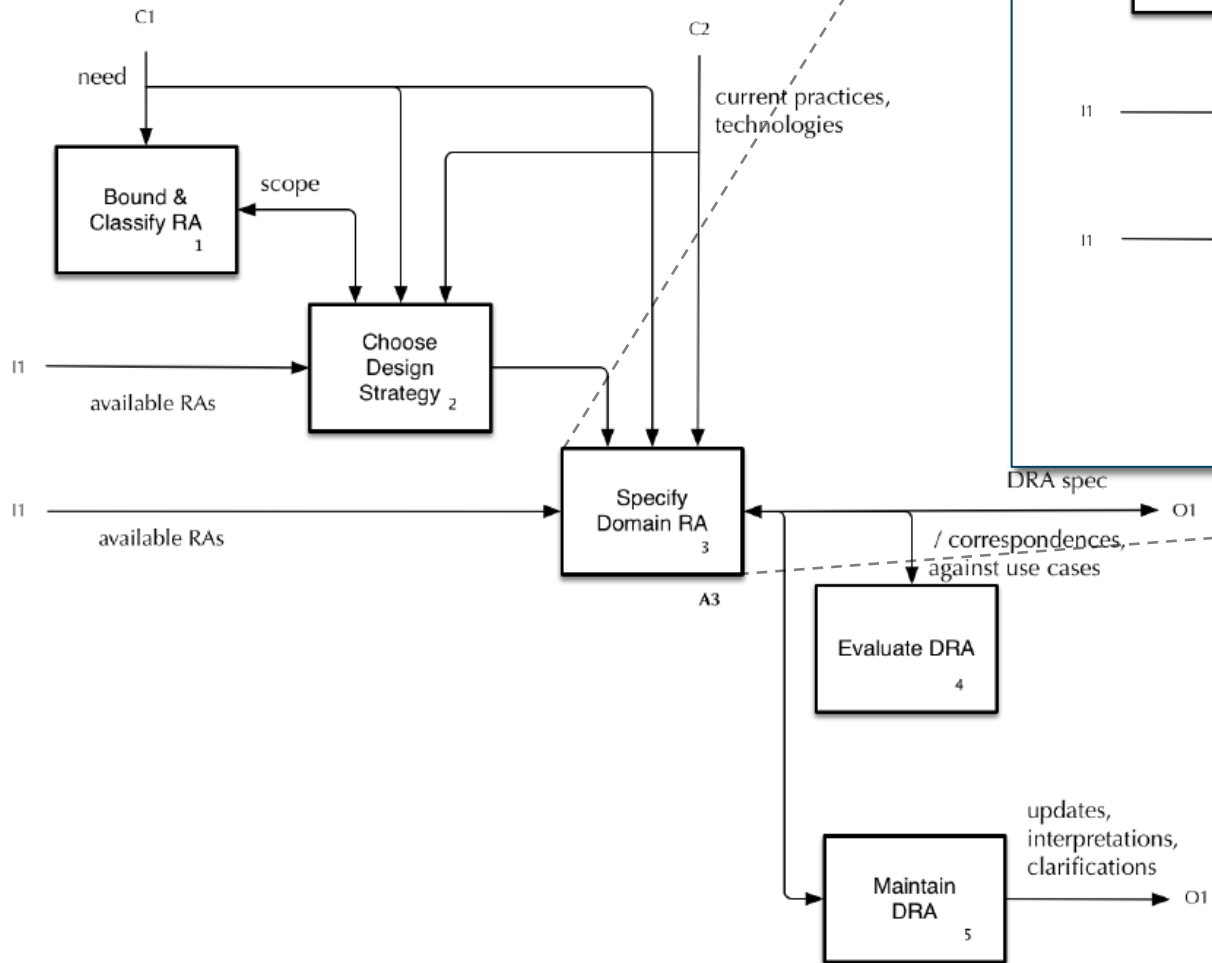 C1
C2
need
current practices,
technologies
I1
Bound &
Classify RA
1
scope
I1
Choose
Design
Strategy
2
I1
available RAs
DRA spec
Specify
Domain RA
3
I1
available RAs
O1
/ correspondences,
against use cases
A3
Evaluate DRA
4
updates,
interpretations,
clarifications
Maintain
DRA
5
O1